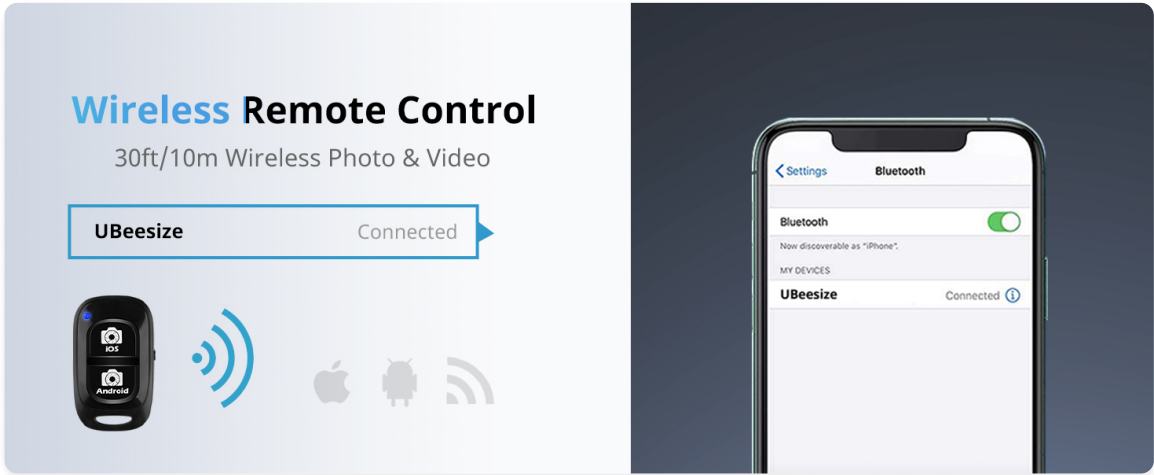 Wireless Remote Control
30ft/10m Wireless Photo & Video
UBeesize Connected
iOS
Android
Settings Bluetooth
Bluetooth
Now discoverable as “iPhone”.
MY DEVICES
UBeesize Connected